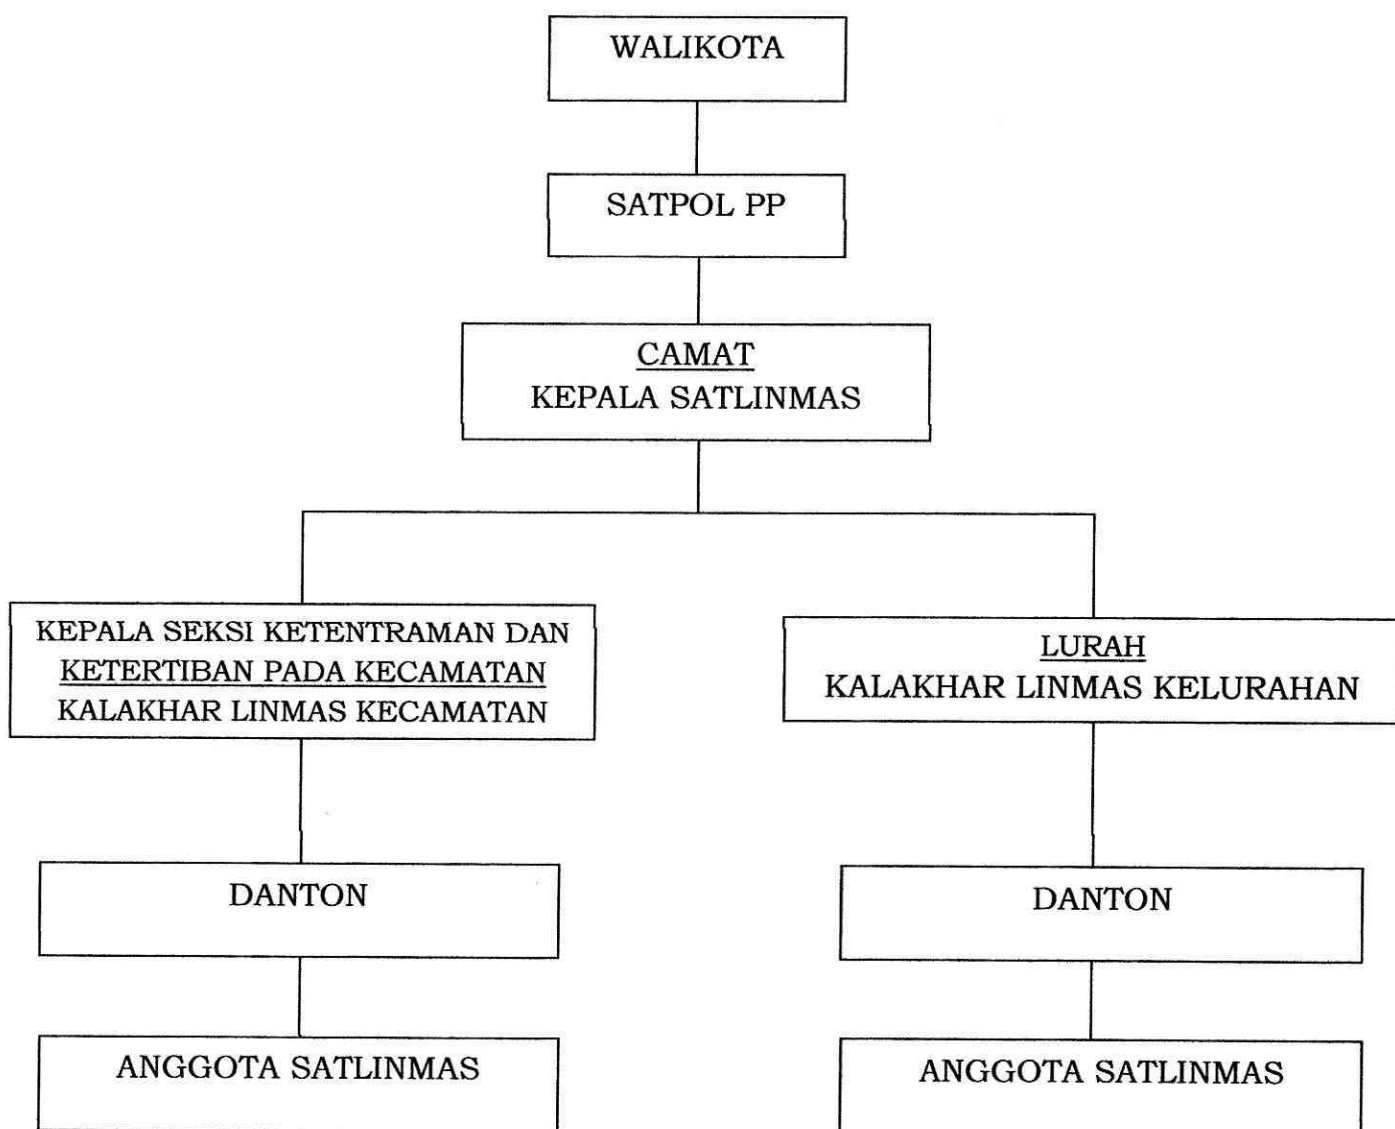 WALIKOTA
SATPOL PP
CAMAT
KEPALA SATLINMAS
KEPALA SEKSI KETENTRAMAN DAN
KETERTIBAN PADA KECAMATAN
KALAKHAR LINMAS KECAMATAN
LURAH
KALAKHAR LINMAS KELURAHAN
DANTON
DANTON
ANGGOTA SATLINMAS
ANGGOTA SATLINMAS